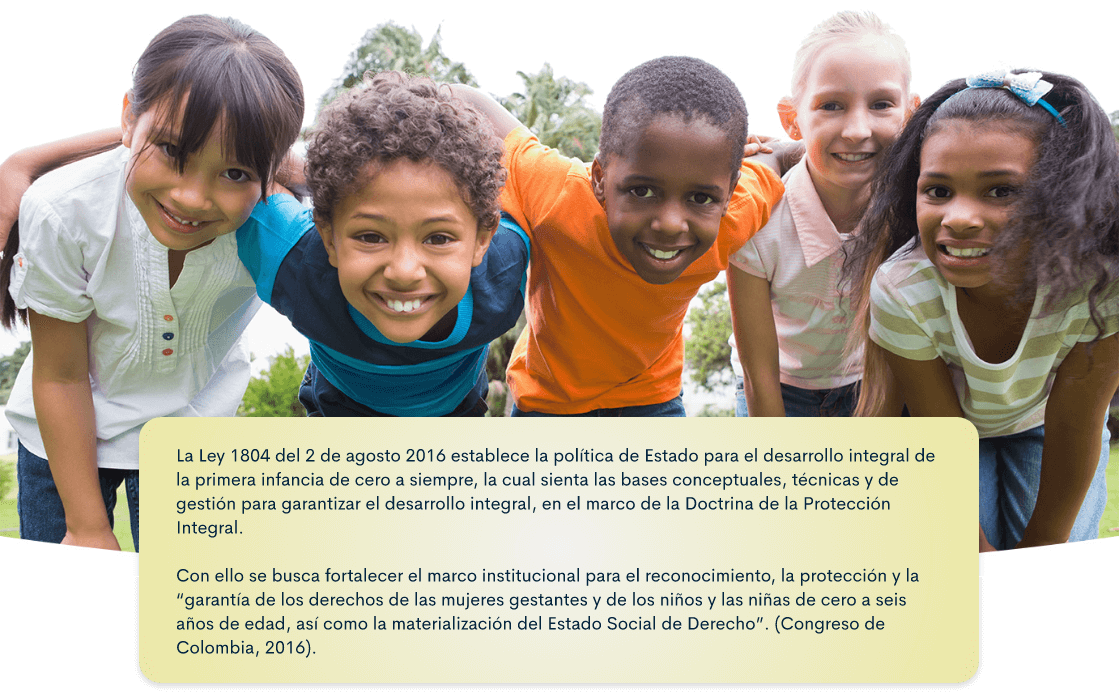 La Ley 1804 del 2 de agosto 2016 establece la política de Estado para el desarrollo integral de
la primera infancia de cero a siempre, la cual sienta las bases conceptuales, técnicas y de
gestión para garantizar el desarrollo integral, en el marco de la Doctrina de la Protección
Integral.
Con ello se busca fortalecer el marco institucional para el reconocimiento, la protección y la
“garantía de los derechos de las mujeres gestantes y de los niños y las niñas de cero a seis
años de edad, así como la materialización del Estado Social de Derecho”. (Congreso de
Colombia, 2016).